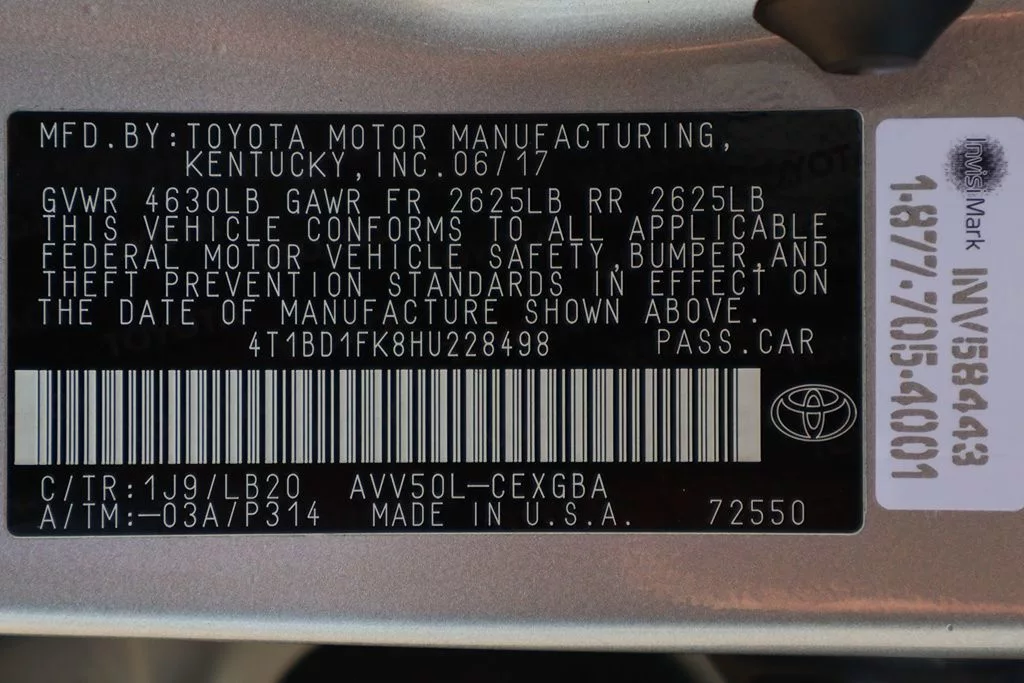 MFD.BY:TOYOTA MOTOR MANUFACTURING,
KENTUCKY,INC.06/17
GVWR 4630LB GAWR FR 2625LB RR 2625LB
THIS VEHICLE CONFORMS TO ALL APPLICABLE
FEDERAL MOTOR VEHICLE SAFETY,BUMPER,AND
THEFT PREVENTION STANDARDS IN EFFECT ON
THE DATE OF MANUFACTURE SHOWN ABOVE.
4T1BD1FK8HU228498 PASS.CAR
C/TR:1J9/LB20 AVV50L-CEXGBA
A/TM:-03A/P314 MADE IN U.S.A. 72550
InvisiMark INV58443
1·877·705·4001